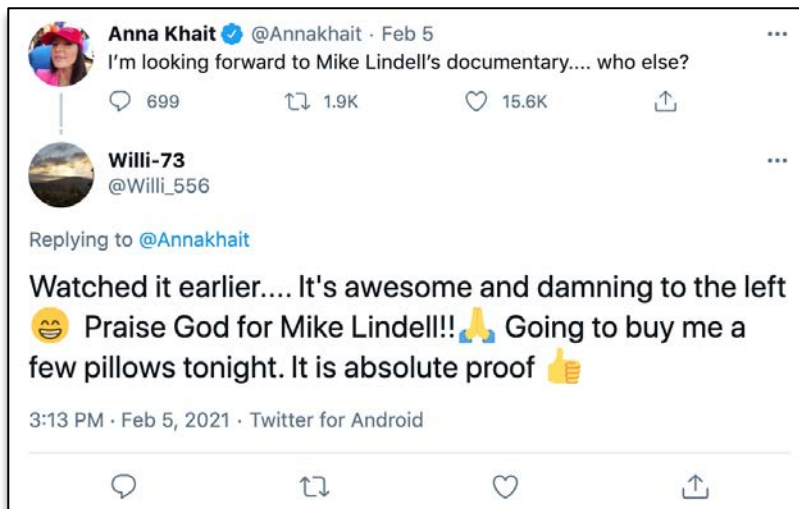 Anna Khait @Annakhait · Feb 5
I'm looking forward to Mike Lindell's documentary.... who else?
699 1.9K 15.6K
Willi-73
@Willi_556
Replying to @Annakhait
Watched it earlier.... It's awesome and damning to the left
😁 Praise God for Mike Lindell!!🙏 Going to buy me a
few pillows tonight. It is absolute proof 👍
3:13 PM · Feb 5, 2021 · Twitter for Android